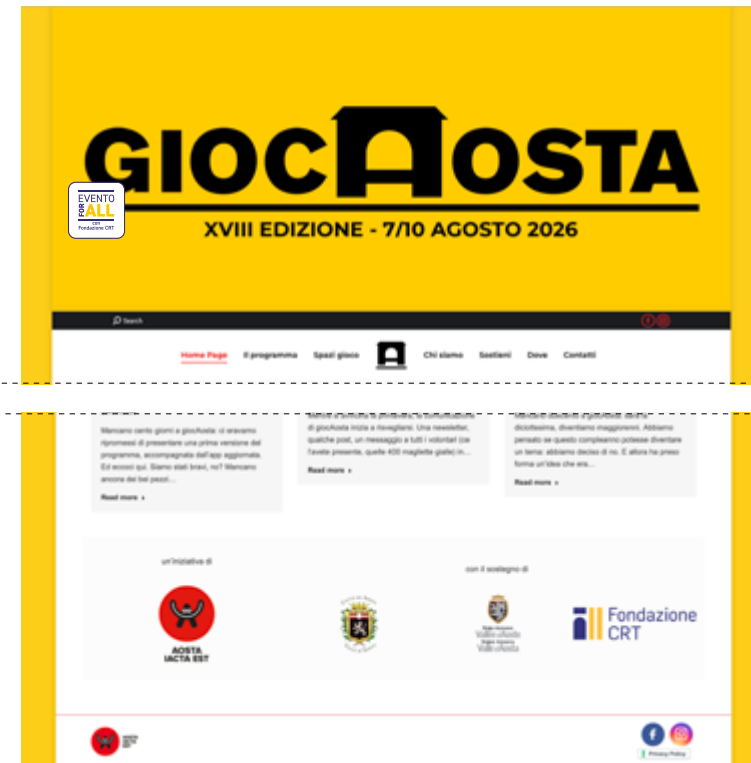 GIOCAOSTA
EVENTO
FOR ALL
con
Fondazione CRT
XVIII EDIZIONE - 7/10 AGOSTO 2026
Search
Home Page Il programma Spazi gioco Chi siamo Sostieni Dove Contatti
Mancano cento giorni a giocAosta: ci eravamo
ripromessi di presentare una prima versione del
programma, accompagnata dall'app aggiornata.
Ed eccoci qui. Siamo stati bravi, no? Mancano
ancora dei bei pezzi…
Read more
di giocAosta inizia a risvegliarsi. Una newsletter,
qualche post, un messaggio a tutti i volontari (ce
l'avete presente, quelle 400 magliette gialle) in…
Read more
diciottesima, diventiamo maggiorenni. Abbiamo
pensato se questo compleanno potesse diventare
un tema: abbiamo deciso di no. E allora ha preso
forma un'idea che era…
Read more
un'iniziativa di
con il sostegno di
AOSTA
IACTA EST
Fondazione
CRT
AOSTA
IACTA
EST
Privacy Policy